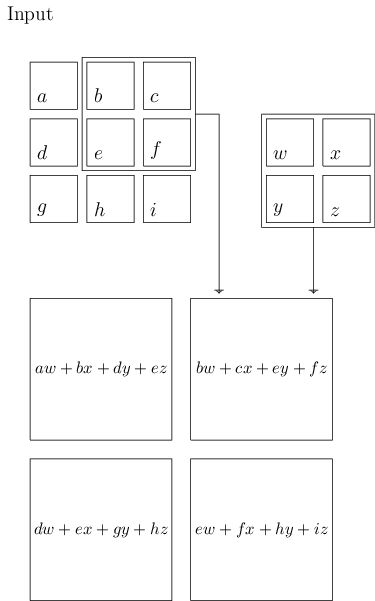 Input
a b c
d e f
w x
g h i
y z
aw + bx + dy + ez
bw + cx + ey + fz
dw + ex + gy + hz
ew + fx + hy + iz